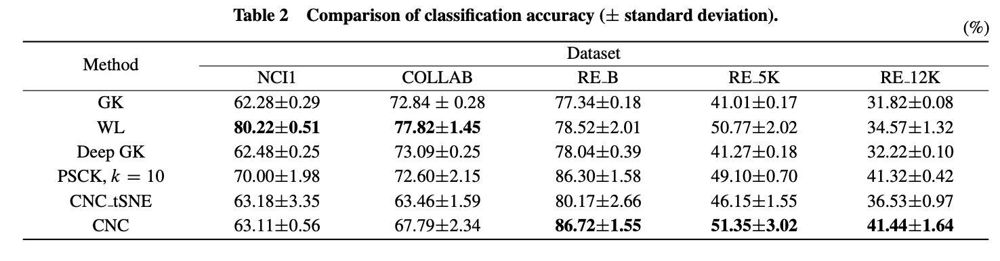 Table 2 Comparison of classification accuracy (± standard deviation).
(%)
Method Dataset
NCI1 COLLAB RE_B RE_5K RE_12K
GK 62.28±0.29 72.84 ± 0.28 77.34±0.18 41.01±0.17 31.82±0.08
WL 80.22±0.51 77.82±1.45 78.52±2.01 50.77±2.02 34.57±1.32
Deep GK 62.48±0.25 73.09±0.25 78.04±0.39 41.27±0.18 32.22±0.10
PSCK, k = 10 70.00±1.98 72.60±2.15 86.30±1.58 49.10±0.70 41.32±0.42
CNC_tSNE 63.18±3.35 63.46±1.59 80.17±2.66 46.15±1.55 36.53±0.97
CNC 63.11±0.56 67.79±2.34 86.72±1.55 51.35±3.02 41.44±1.64